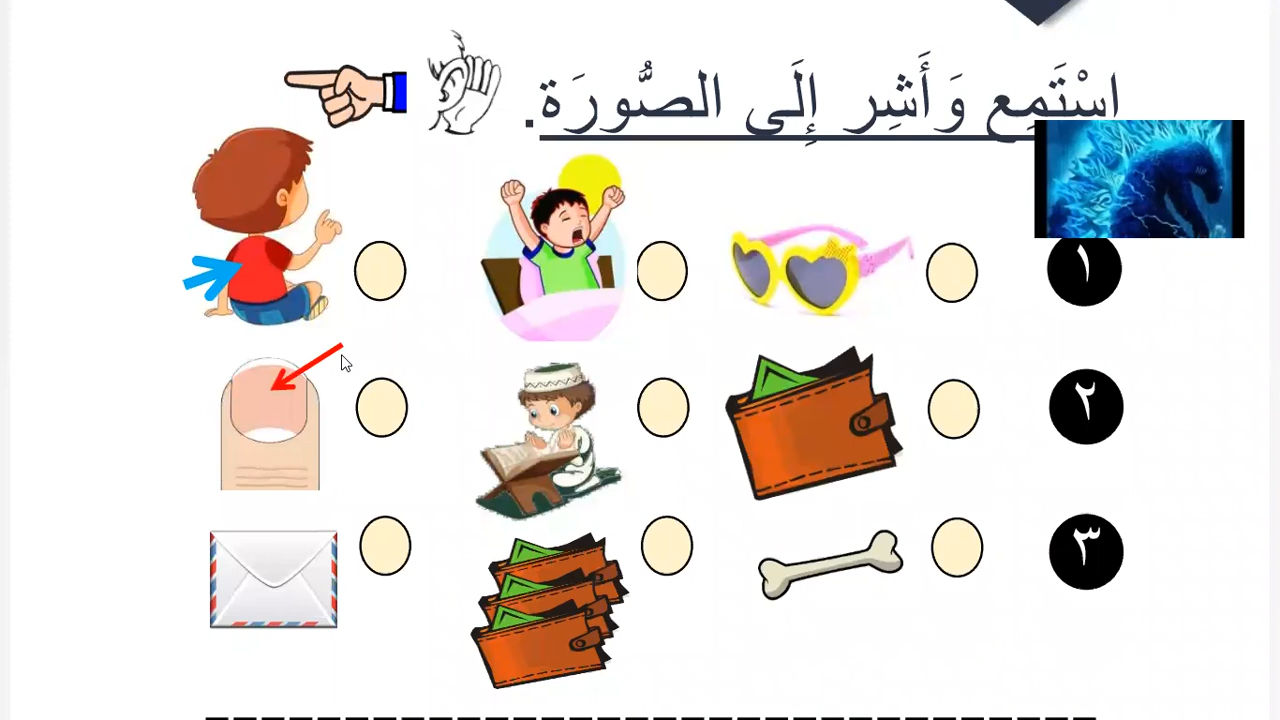 اسْتَمِع وَأَشِر إِلَى الصُّورَة.
١
٢
٣